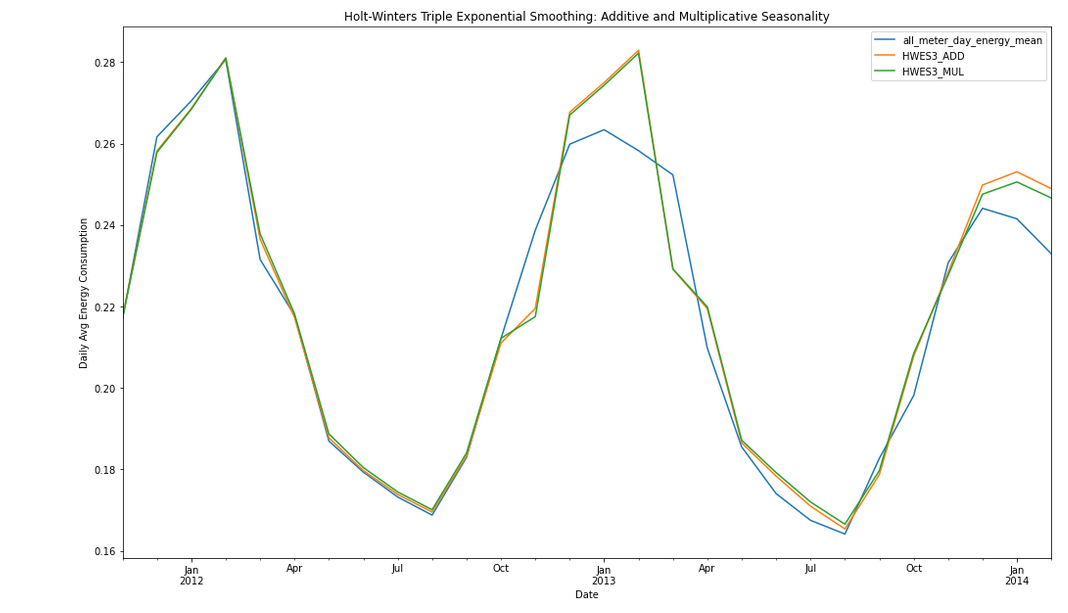 Holt-Winters Triple Exponential Smoothing: Additive and Multiplicative Seasonality
all_meter_day_energy_mean
HWES3_ADD
HWES3_MUL
Daily Avg Energy Consumption
0.28
0.26
0.24
0.22
0.20
0.18
0.16
Jan Apr Jul Oct Jan Apr Jul Oct Jan
2012 2013 2014
Date